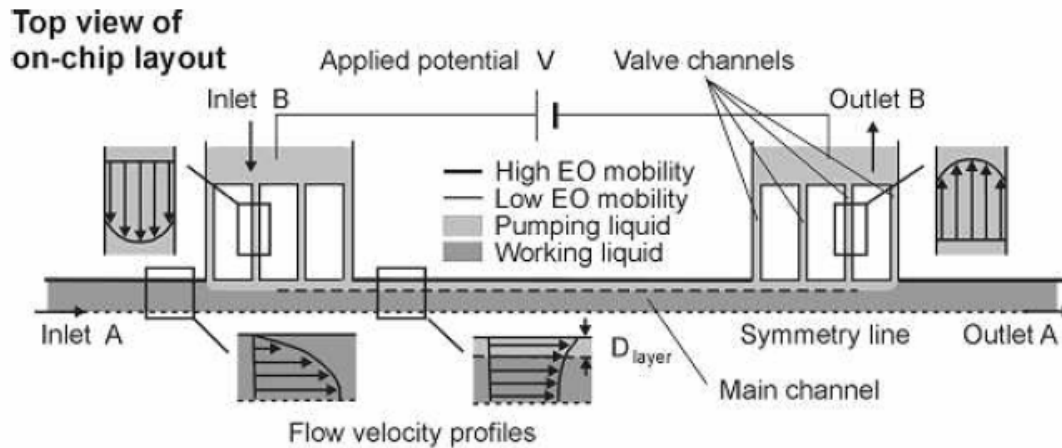 Top view of
on-chip layout
Applied potential V
Valve channels
Inlet B
Outlet B
High EO mobility
Low EO mobility
Pumping liquid
Working liquid
Inlet A
Symmetry line
Outlet A
D layer
Main channel
Flow velocity profiles